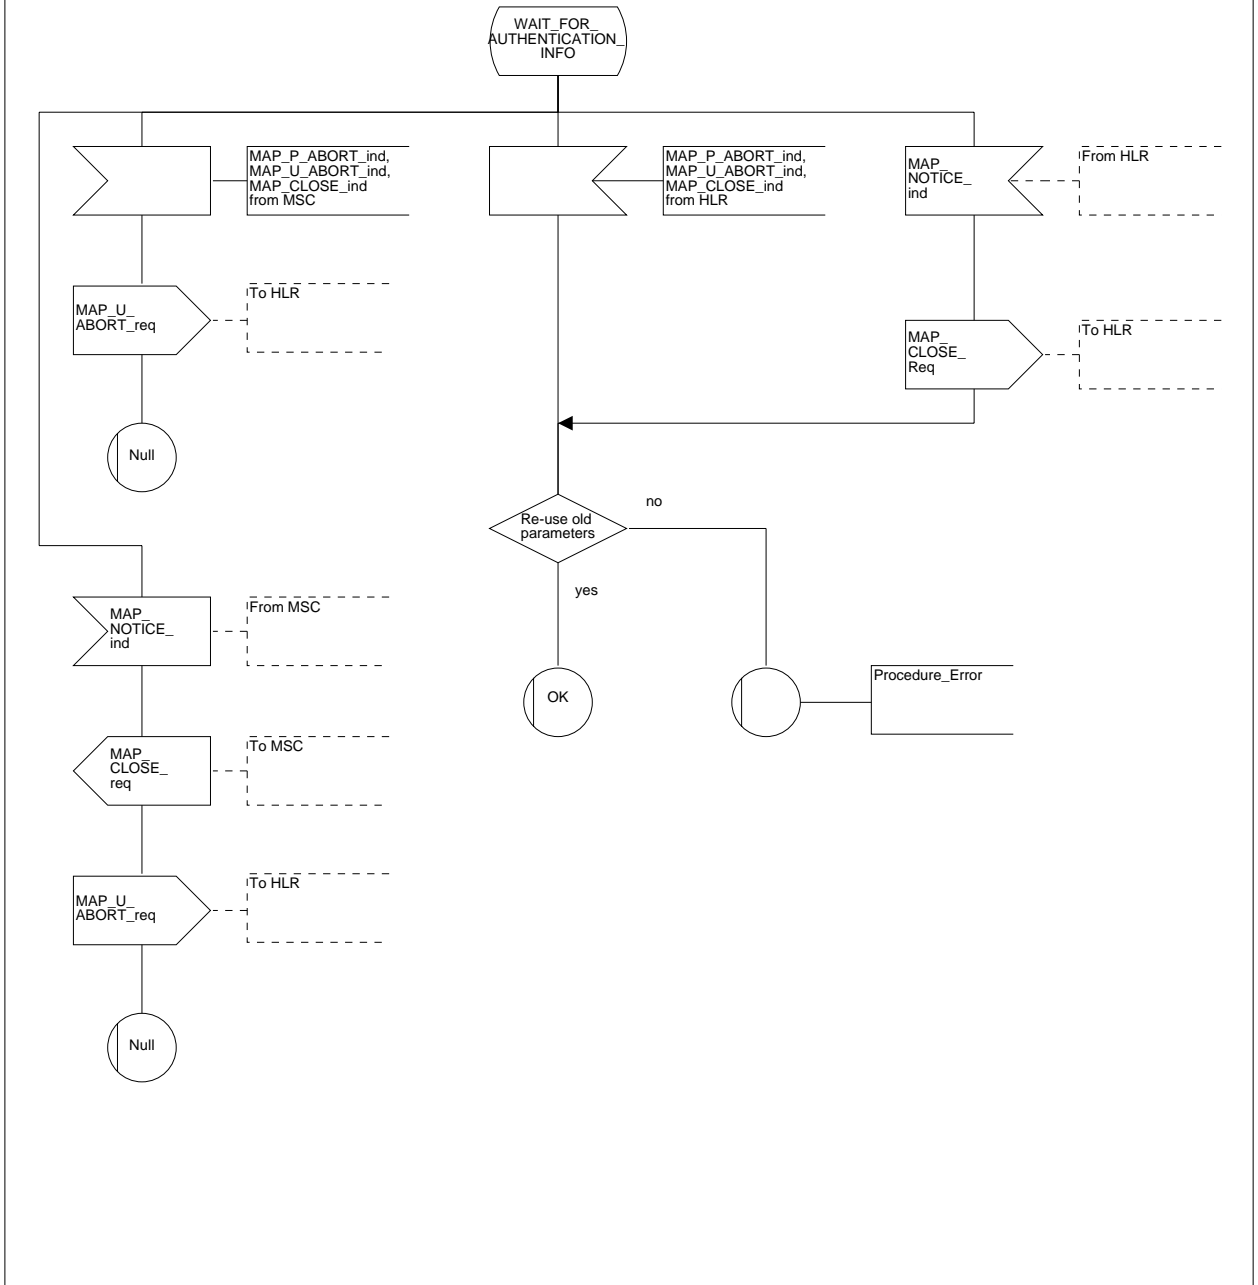 WAIT_FOR_
AUTHENTICATION_
INFO
MAP_P_ABORT_ind,
MAP_U_ABORT_ind,
MAP_CLOSE_ind
from MSC
MAP_P_ABORT_ind,
MAP_U_ABORT_ind,
MAP_CLOSE_ind
from HLR
MAP_
NOTICE_
ind
From HLR
MAP_U_
ABORT_req
To HLR
MAP_
CLOSE_
Req
To HLR
Null
no
Re-use old
parameters
yes
MAP_
NOTICE_
ind
From MSC
OK
Procedure_Error
MAP_
CLOSE_
req
To MSC
MAP_U_
ABORT_req
To HLR
Null